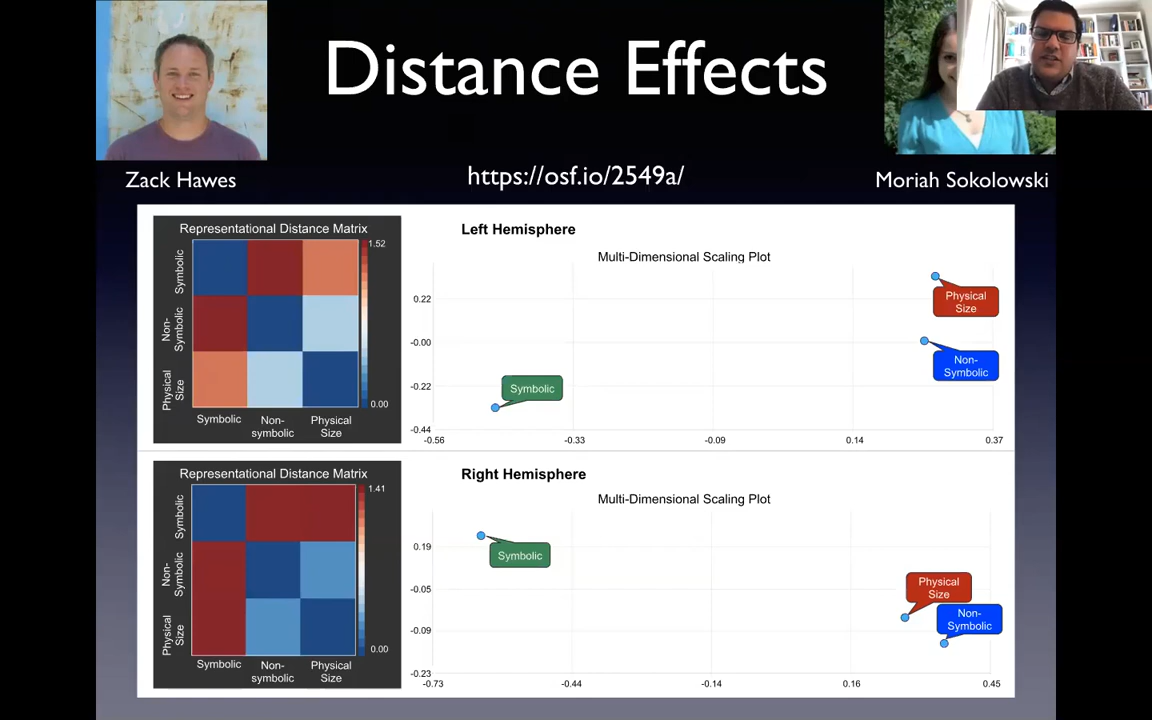 Distance Effects
Zack Hawes
https://osf.io/2549a/
Moriah Sokolowski
Representational Distance Matrix
1.52
0.00
Symbolic
Non-
Symbolic
Physical
Size
Symbolic
Non-
symbolic
Physical
Size
Left Hemisphere
Multi-Dimensional Scaling Plot
0.22
-0.00
-0.22
-0.44
-0.56
-0.33
-0.09
0.14
0.37
Physical
Size
Non-
Symbolic
Symbolic
Representational Distance Matrix
1.41
0.00
Symbolic
Non-
Symbolic
Physical
Size
Symbolic
Non-
symbolic
Physical
Size
Right Hemisphere
Multi-Dimensional Scaling Plot
0.19
-0.05
-0.09
-0.23
-0.73
-0.44
-0.14
0.16
0.45
Symbolic
Physical
Size
Non-
Symbolic